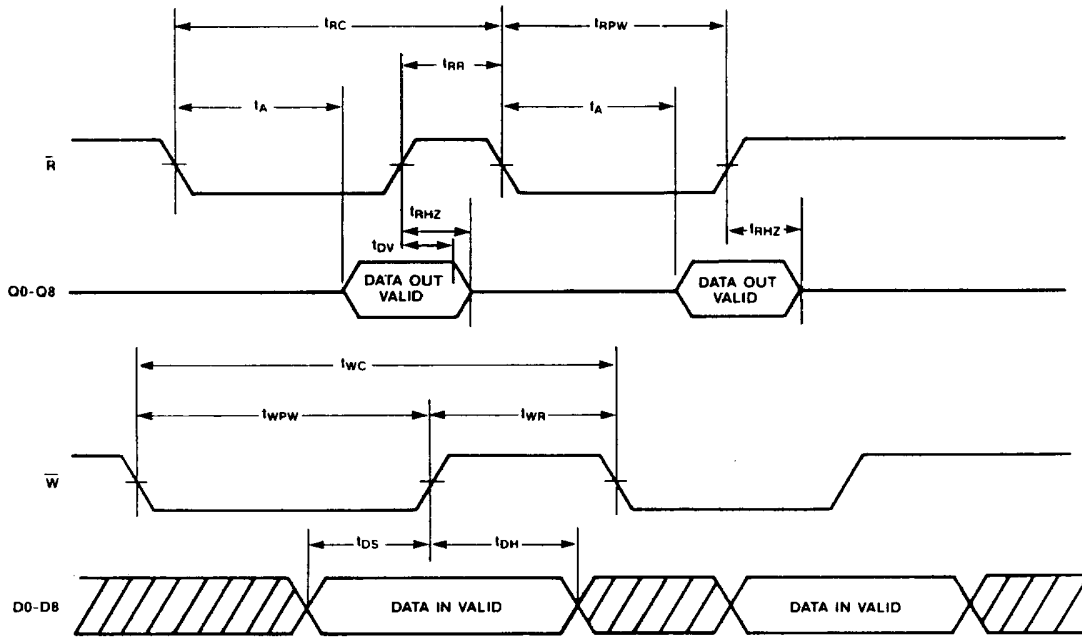 tRC
tRPW
tRR
tA
tA
R̅
tRHZ
tRHZ
tDV
DATA OUT
VALID
DATA OUT
VALID
Q0-Q8
tWC
tWPW
tWR
W̅
tDS
tDH
D0-D8
DATA IN VALID
DATA IN VALID